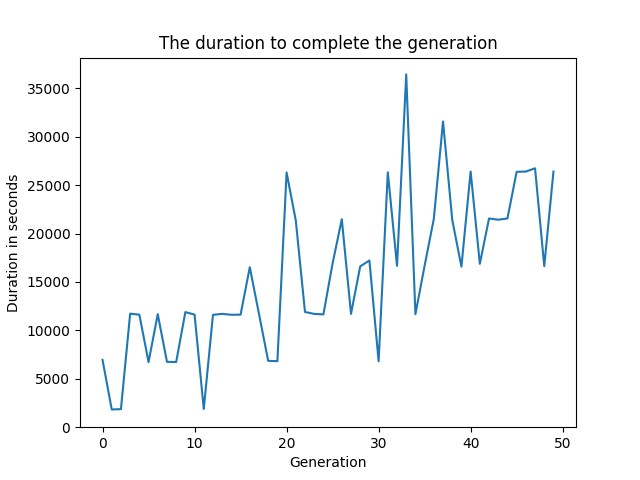 The duration to complete the generation
35000
30000
25000
20000
15000
10000
5000
0
Duration in seconds
0 10 20 30 40 50
Generation